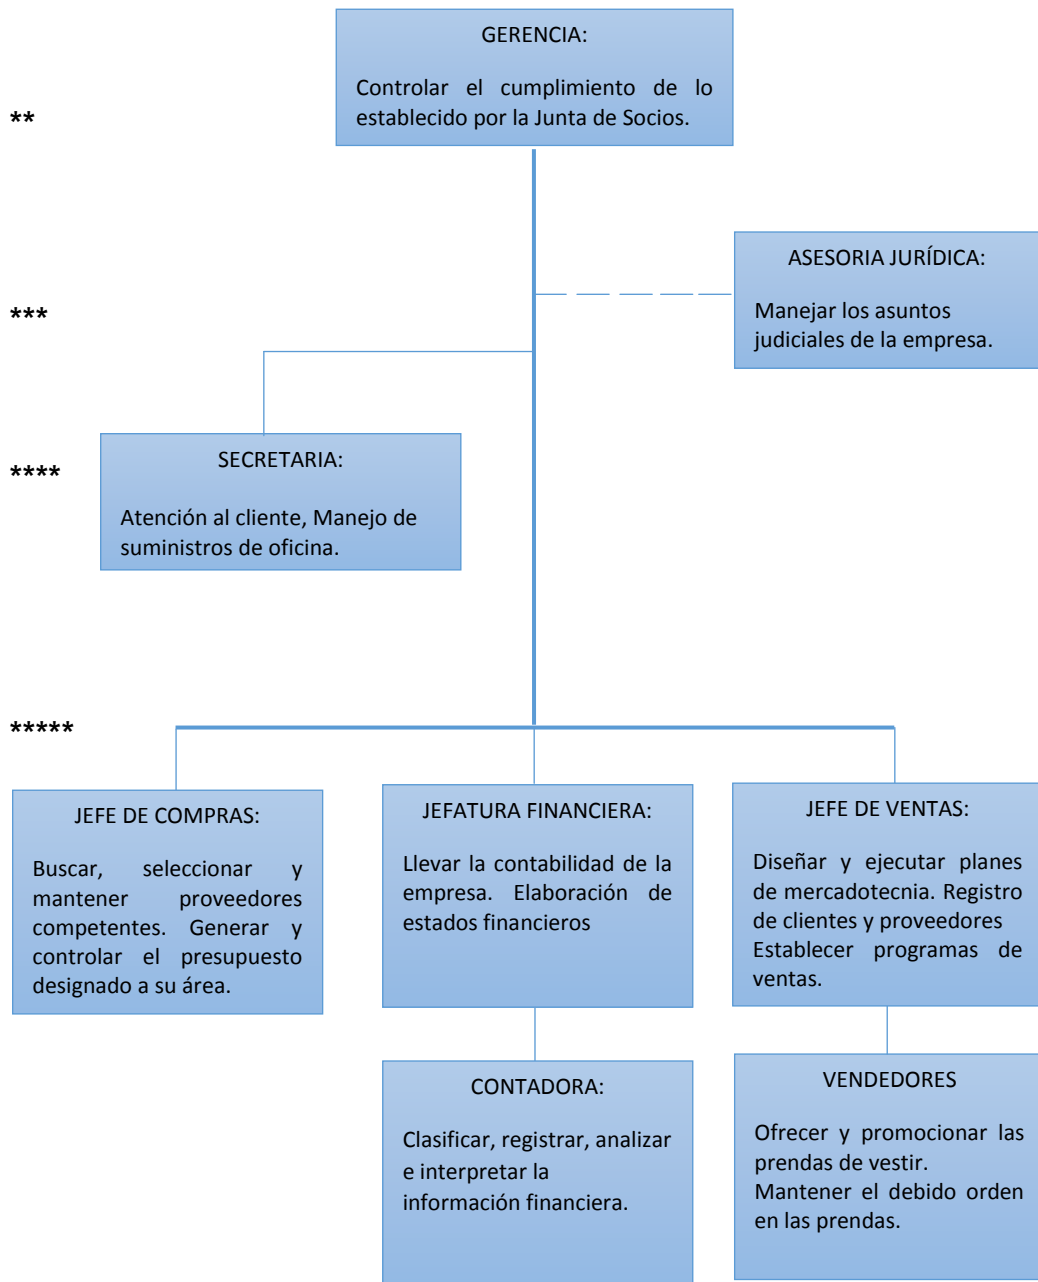 GERENCIA:
Controlar el cumplimiento de lo
establecido por la Junta de Socios.
**
ASESORIA JURÍDICA:
Manejar los asuntos
judiciales de la empresa.
***
SECRETARIA:
Atención al cliente, Manejo de
suministros de oficina.
****
*****
JEFE DE COMPRAS:
Buscar, seleccionar y
mantener proveedores
competentes. Generar y
controlar el presupuesto
designado a su área.
JEFATURA FINANCIERA:
Llevar la contabilidad de la
empresa. Elaboración de
estados financieros
JEFE DE VENTAS:
Diseñar y ejecutar planes
de mercadotecnia. Registro
de clientes y proveedores
Establecer programas de
ventas.
CONTADORA:
Clasificar, registrar, analizar
e interpretar la
información financiera.
VENDEDORES
Ofrecer y promocionar las
prendas de vestir.
Mantener el debido orden
en las prendas.